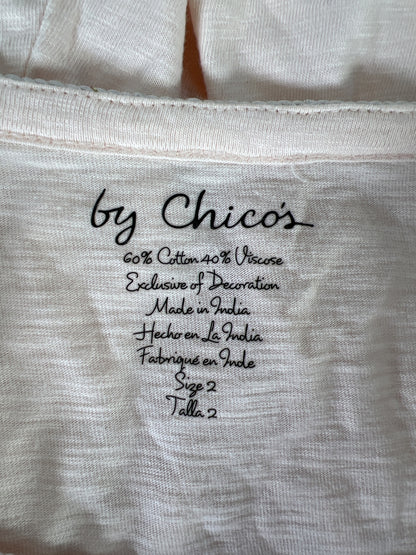 by Chico's
60% Cotton 40% Viscose
Exclusive of Decoration
Made in India
Hecho en La India
Fabriqué en Inde
Size 2
Talla 2